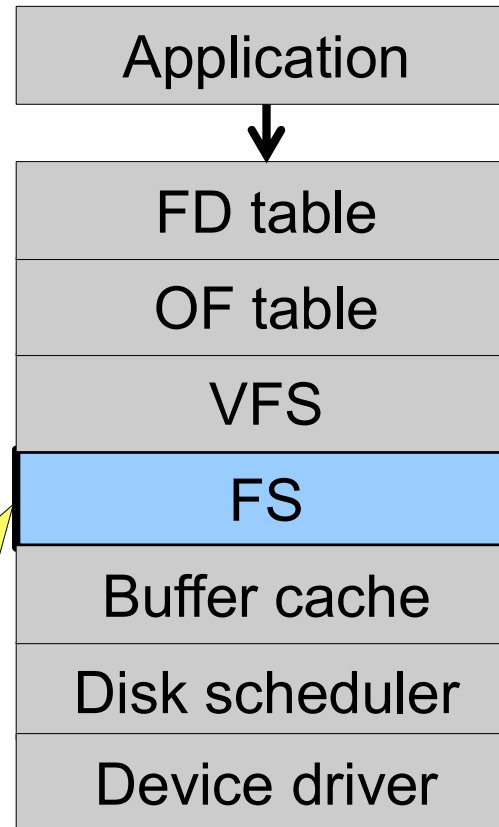 Application
FD table
OF table
VFS
FS
Buffer cache
Disk scheduler
Device driver